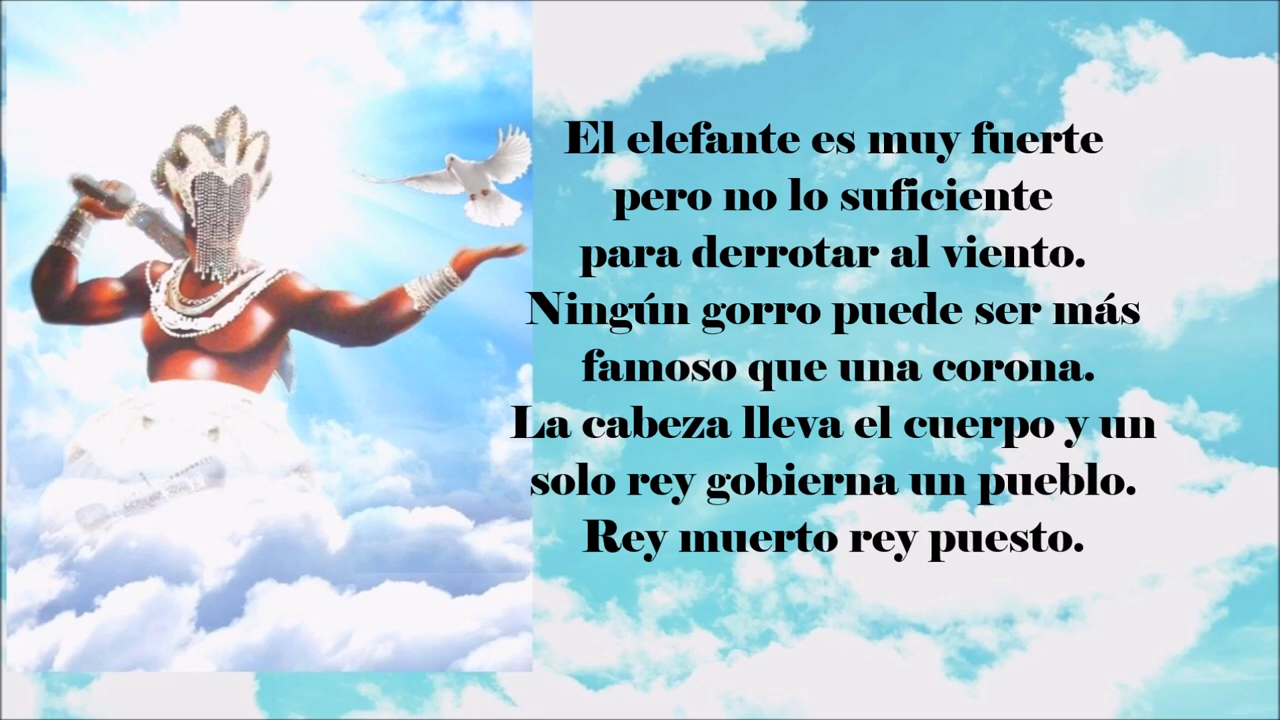 El elefante es muy fuerte
pero no lo suficiente
para derrotar al viento.
Ningún gorro puede ser más
famoso que una corona.
La cabeza lleva el cuerpo y un
solo rey gobierna un pueblo.
Rey muerto rey puesto.